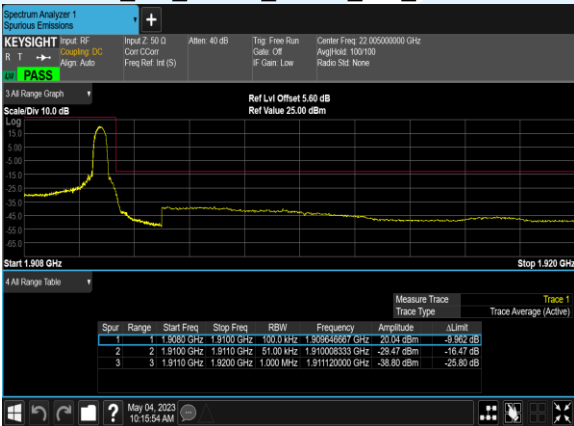 Spectrum Analyzer 1
Spurious Emissions
KEYSIGHT Input: RF Input Z: 50 Ω Atten: 40 dB Trig: Free Run Center Freq: 22.005000000 GHz
R T Coupling: DC Corr CCorr Gate: Off Avg|Hold: 100/100
Align: Auto Freq Ref: Int (S) IF Gain: Low Radio Std: None
PASS
3 All Range Graph
Ref Lvl Offset 5.60 dB
Scale/Div 10.0 dB Ref Value 25.00 dBm
Log
15.0
5.00
-5.00
-15.0
-25.0
-35.0
-45.0
-55.0
-65.0
Start 1.908 GHz Stop 1.920 GHz
4 All Range Table
Measure Trace Trace 1
Trace Type Trace Average (Active)
Spur Range Start Freq Stop Freq RBW Frequency Amplitude ΔLimit
1 1 1.9080 GHz 1.9100 GHz 100.0 kHz 1.909646667 GHz 20.04 dBm -9.962 dB
2 2 1.9100 GHz 1.9110 GHz 51.00 kHz 1.910008333 GHz -29.47 dBm -16.47 dB
3 3 1.9110 GHz 1.9200 GHz 1.000 MHz 1.911120000 GHz -38.80 dBm -25.80 dB
May 04, 2023
10:15:54 AM